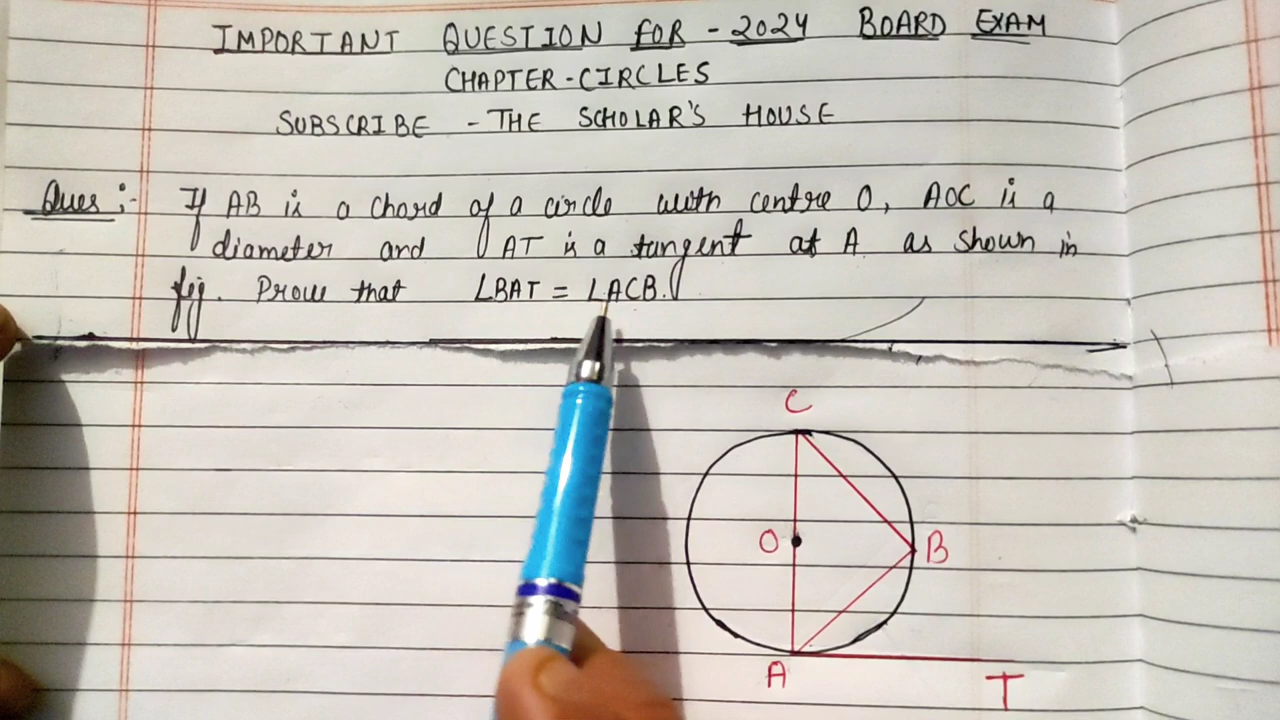 IMPORTANT QUESTION FOR - 2024 BOARD EXAM
CHAPTER-CIRCLES
SUBSCRIBE - THE SCHOLAR'S HOUSE
Ques :- If AB is a chord of a circle with centre O, AOC is a
diameter and AT is a tangent at A as shown in
fig. Prove that ∠BAT = ∠ACB.
C
O
B
A
T